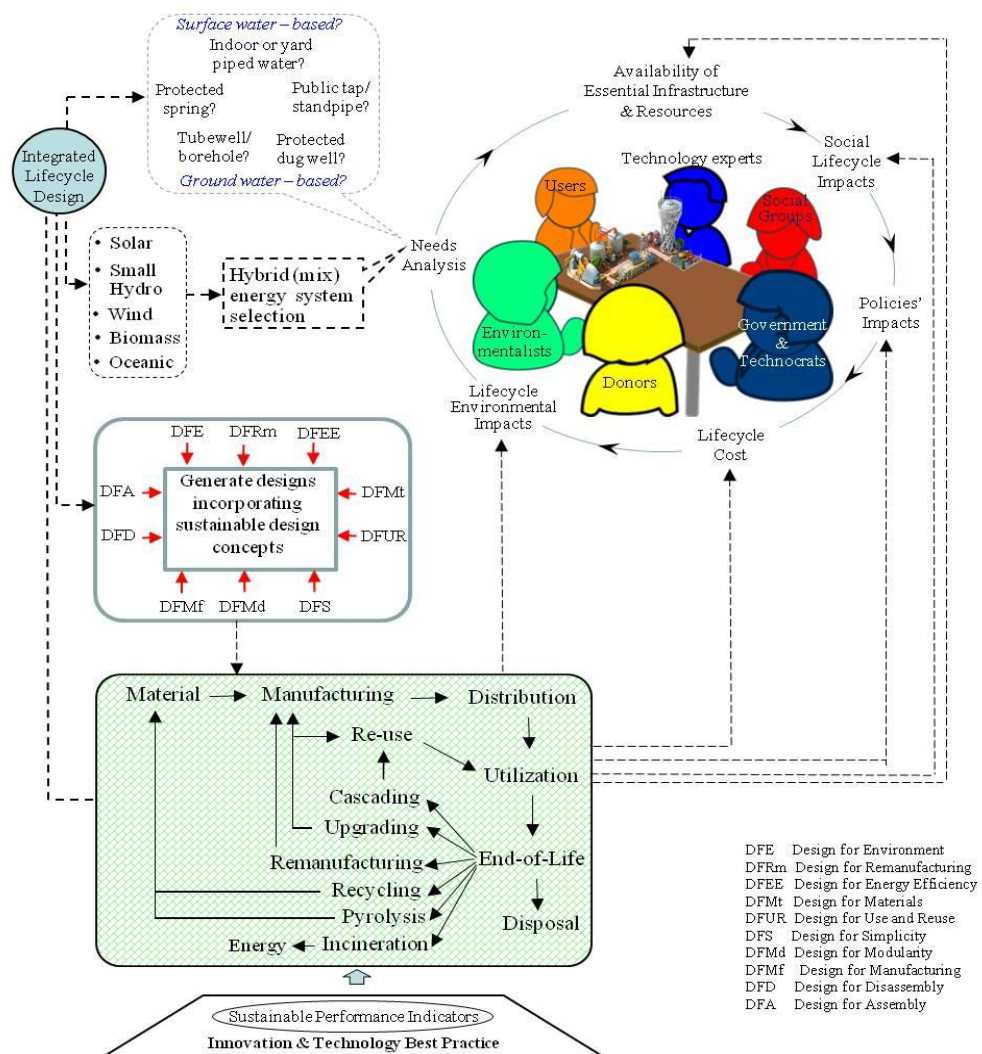 Surface water – based?
Indoor or yard
piped water?
Protected
spring?
Public tap/
standpipe?
Tubewell/
borehole?
Protected
dug well?
Ground water – based?
Integrated
Lifecycle
Design
• Solar
• Small
Hydro
• Wind
• Biomass
• Oceanic
Hybrid (mix)
energy system
selection
Needs
Analysis
Availability of
Essential Infrastructure
& Resources
Social
Lifecycle
Impacts
Policies'
Impacts
Lifecycle
Cost
Lifecycle
Environmental
Impacts
Technology experts
Users
Social
Groups
Environ-
mentalists
Donors
Government
&
Technocrats
DFE
DFRm
DFEE
DFA
DFMt
DFD
DFUR
Generate designs
incorporating
sustainable design
concepts
DFMf
DFMd
DFS
Material
Manufacturing
Distribution
Re-use
Utilization
Cascading
Upgrading
End-of-Life
Remanufacturing
Recycling
Pyrolysis
Disposal
Energy
Incineration
Sustainable Performance Indicators
Innovation & Technology Best Practice
DFE Design for Environment
DFRm Design for Remanufacturing
DFEE Design for Energy Efficiency
DFMt Design for Materials
DFUR Design for Use and Reuse
DFS Design for Simplicity
DFMd Design for Modularity
DFMf Design for Manufacturing
DFD Design for Disassembly
DFA Design for Assembly